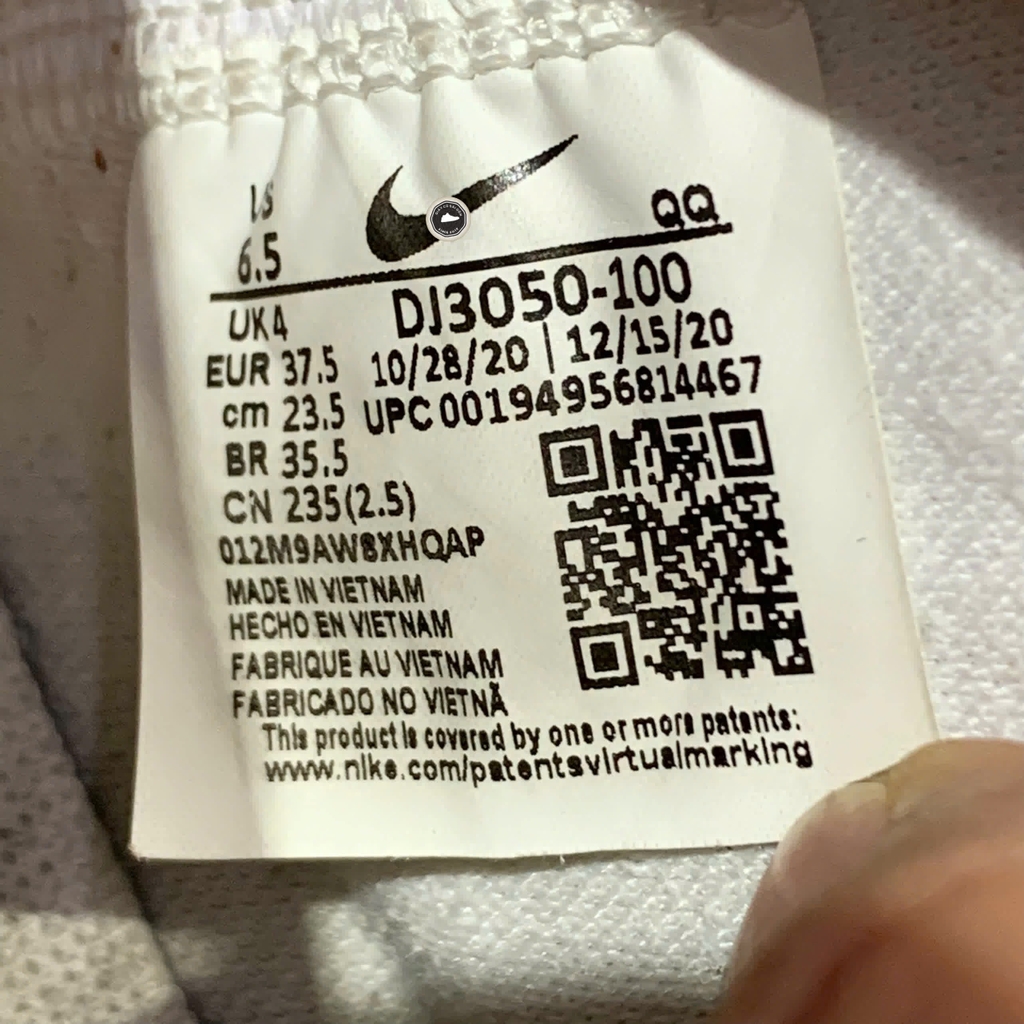 QQ
6.5
DJ3050-100
UK4
10/28/20 | 12/15/20
EUR 37.5
UPC 00194956814467
cm 23.5
BR 35.5
CN 235(2.5)
012M9AW8XHQAP
MADE IN VIETNAM
HECHO EN VIETNAM
FABRIQUE AU VIETNAM
FABRICADO NO VIETNÃ
This product is covered by one or more patents:
www.nike.com/patentsvirtualmarking